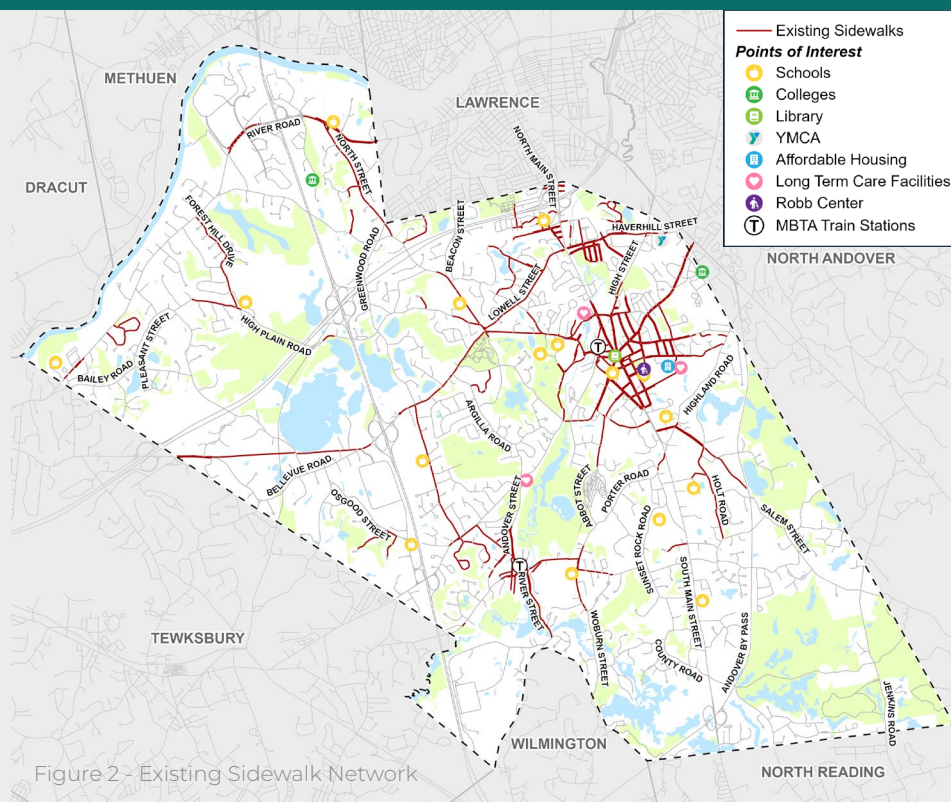 Existing Sidewalks
Points of Interest
Schools
Colleges
Library
YMCA
Affordable Housing
Long Term Care Facilities
Robb Center
T MBTA Train Stations
METHUEN
LAWRENCE
DRACUT
NORTH ANDOVER
RIVER ROAD
NORTH STREET
NORTH MAIN STREET
HAVERHILL STREET
FOREST HILL DRIVE
BEACON STREET
GREENWOOD ROAD
HIGH STREET
LOWELL STREET
HIGH PLAIN ROAD
PLEASANT STREET
BAILEY ROAD
T
HIGHLAND ROAD
ARGILLA ROAD
BELLEVUE ROAD
OSGOOD STREET
ANDOVER STREET
ABBOT STREET
PORTER ROAD
HOLT ROAD
SALEM STREET
SUNSET ROCK ROAD
SOUTH MAIN STREET
T
RIVER STREET
WOBURN STREET
COUNTY ROAD
ANDOVER BY PASS
JENKINS ROAD
TEWKSBURY
WILMINGTON
NORTH READING
Figure 2 - Existing Sidewalk Network